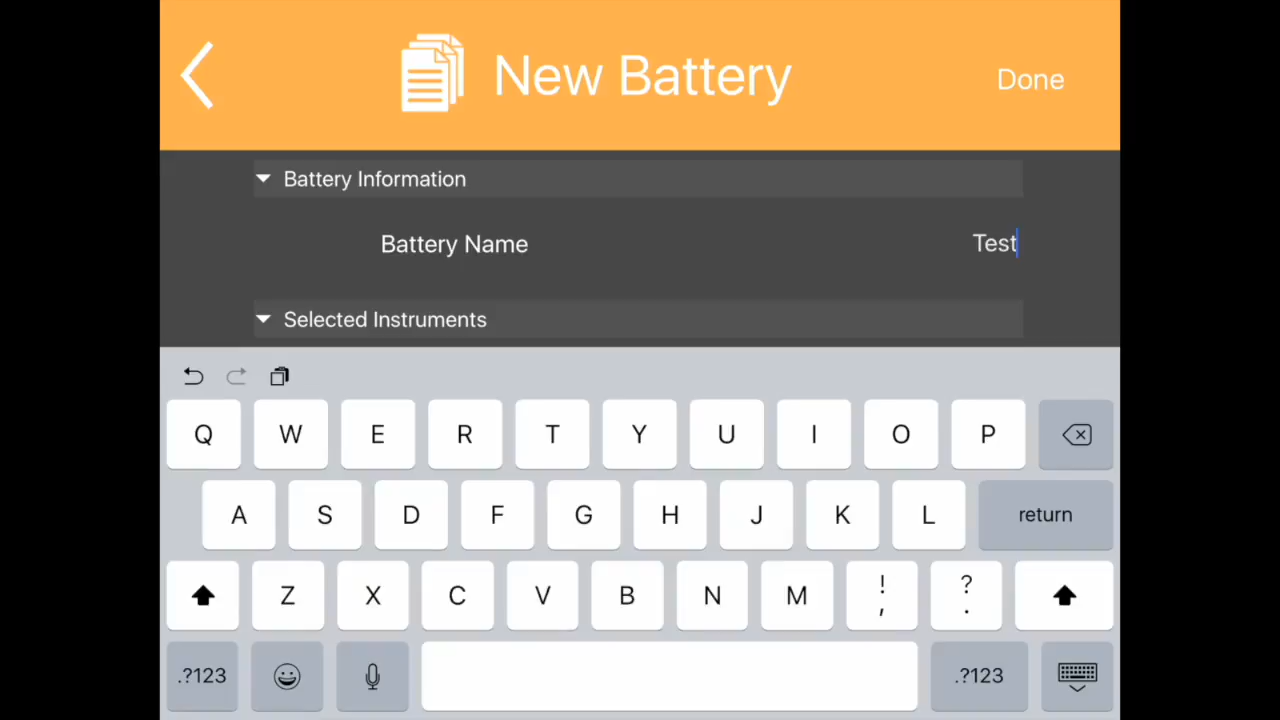 New Battery
Done
Battery Information
Battery Name
Test
Selected Instruments
Q W E R T Y U I O P
A S D F G H J K L return
Z X C V B N M ! , ? .
.?123 .?123